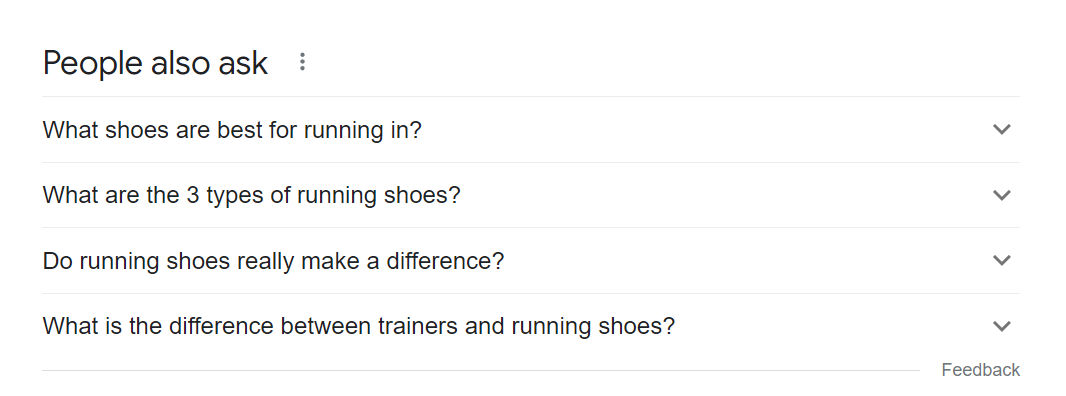 People also ask
What shoes are best for running in?
What are the 3 types of running shoes?
Do running shoes really make a difference?
What is the difference between trainers and running shoes?
Feedback